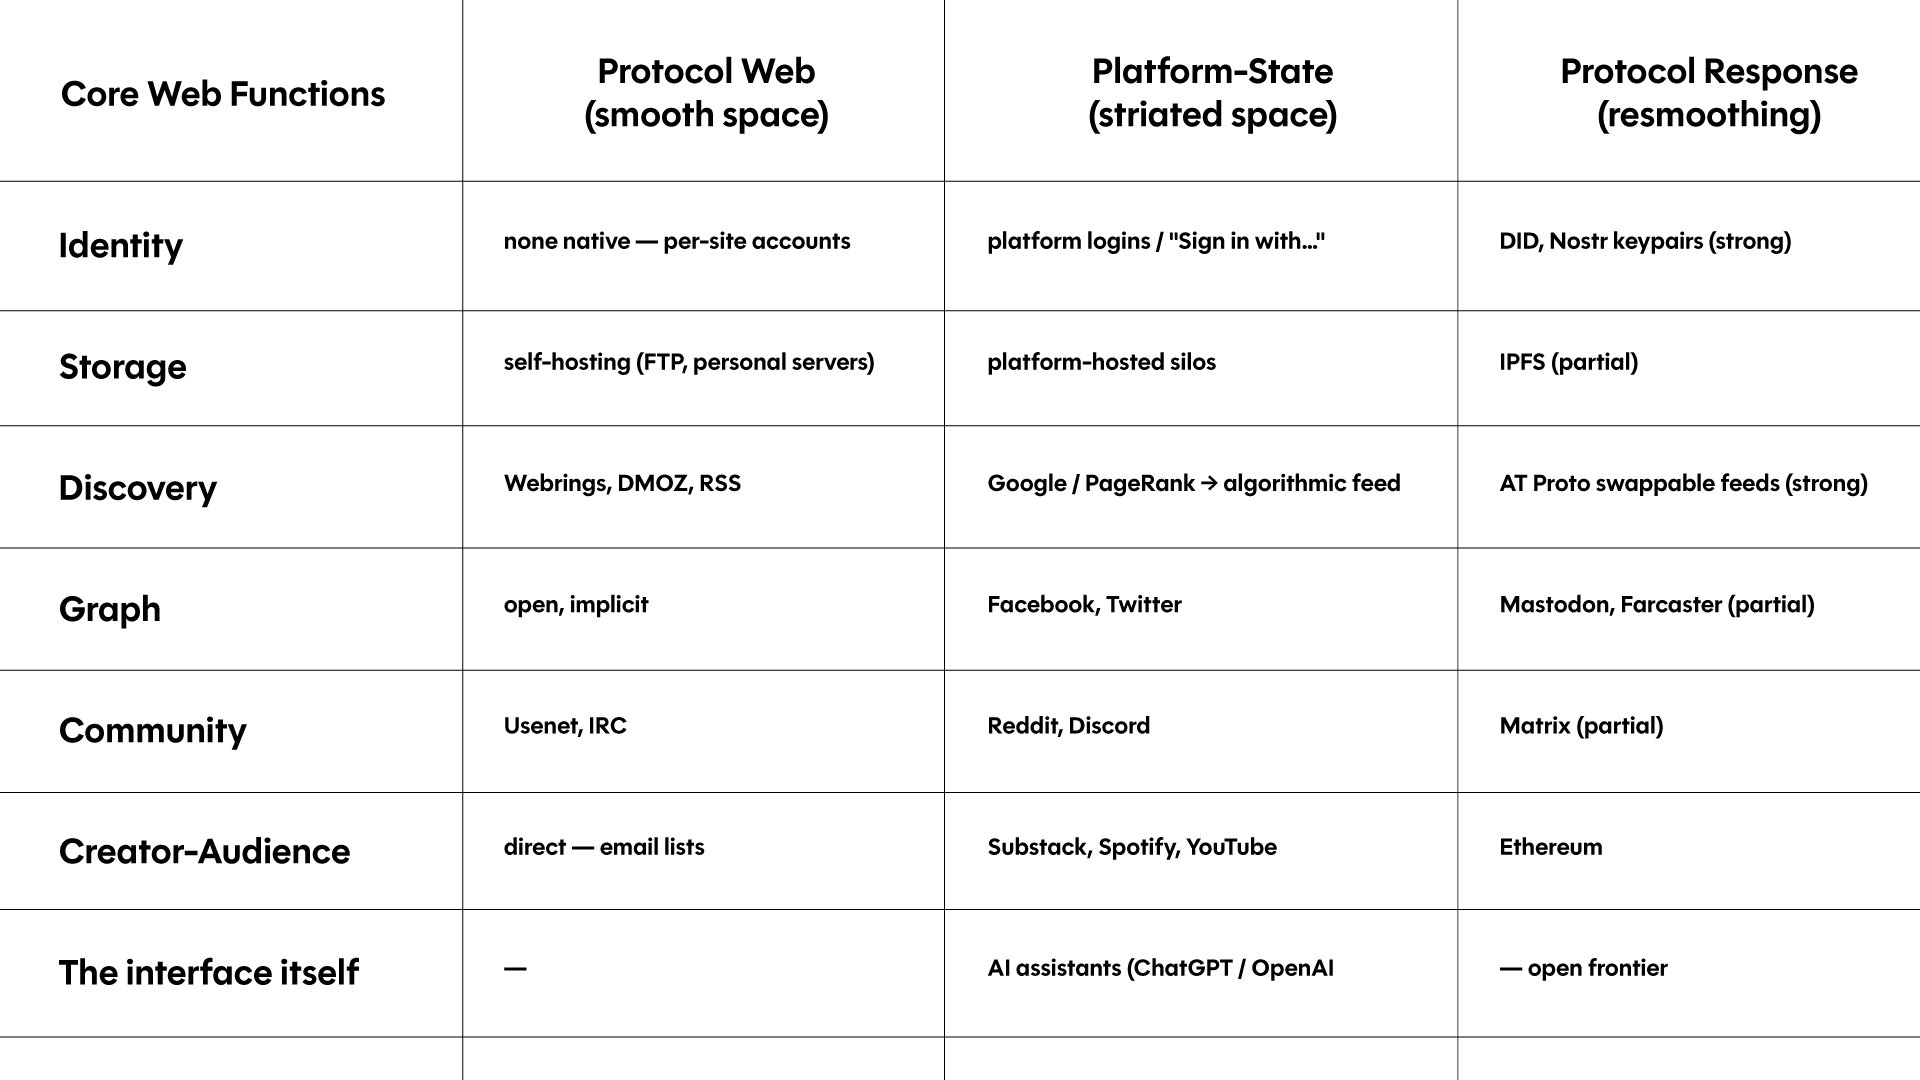 Core Web Functions
Protocol Web
(smooth space)
Platform-State
(striated space)
Protocol Response
(resmoothing)
Identity
none native — per-site accounts
platform logins / "Sign in with..."
DID, Nostr keypairs (strong)
Storage
self-hosting (FTP, personal servers)
platform-hosted silos
IPFS (partial)
Discovery
Webrings, DMOZ, RSS
Google / PageRank → algorithmic feed
AT Proto swappable feeds (strong)
Graph
open, implicit
Facebook, Twitter
Mastodon, Farcaster (partial)
Community
Usenet, IRC
Reddit, Discord
Matrix (partial)
Creator-Audience
direct — email lists
Substack, Spotify, YouTube
Ethereum
The interface itself
—
AI assistants (ChatGPT / OpenAI
— open frontier